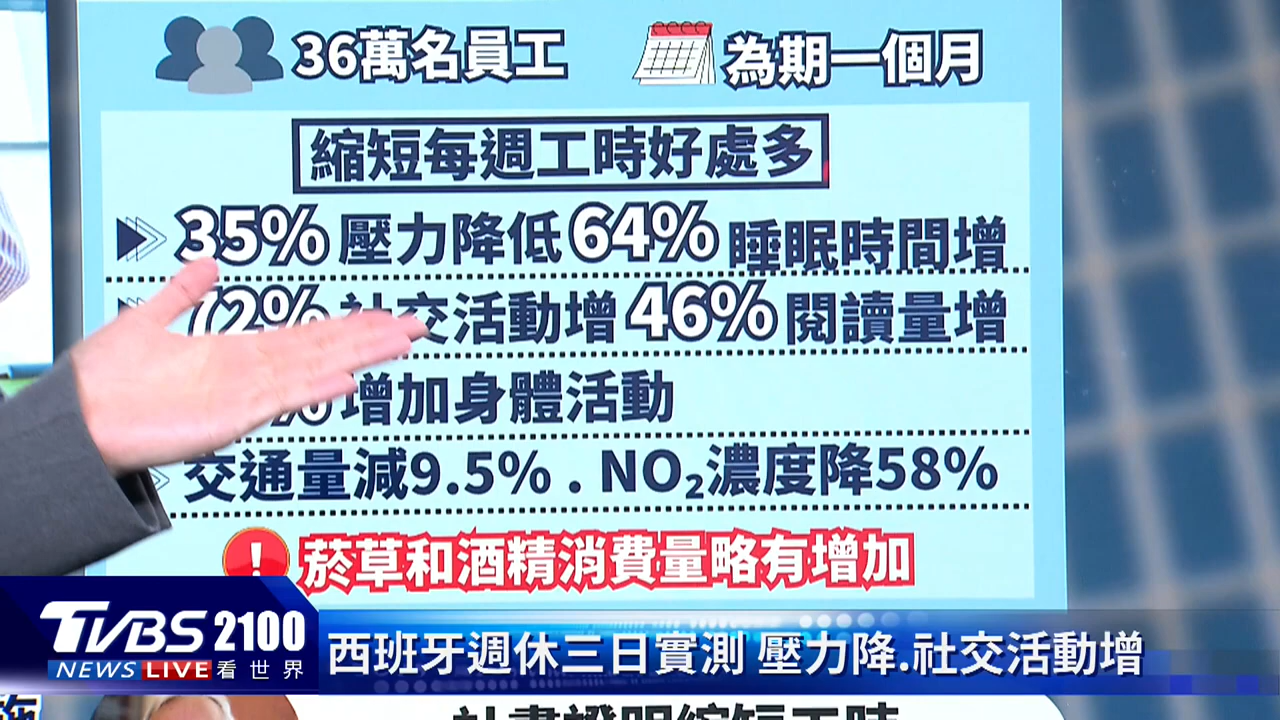 36萬名員工 為期一個月
縮短每週工時好處多
35%壓力降低 64%睡眠時間增
72%社交活動增 46%閱讀量增
增加身體活動
交通量減9.5% . NO₂濃度降58%
! 菸草和酒精消費量略有增加
TVBS 2100
NEWS LIVE 看世界
西班牙週休三日實測 壓力降.社交活動增